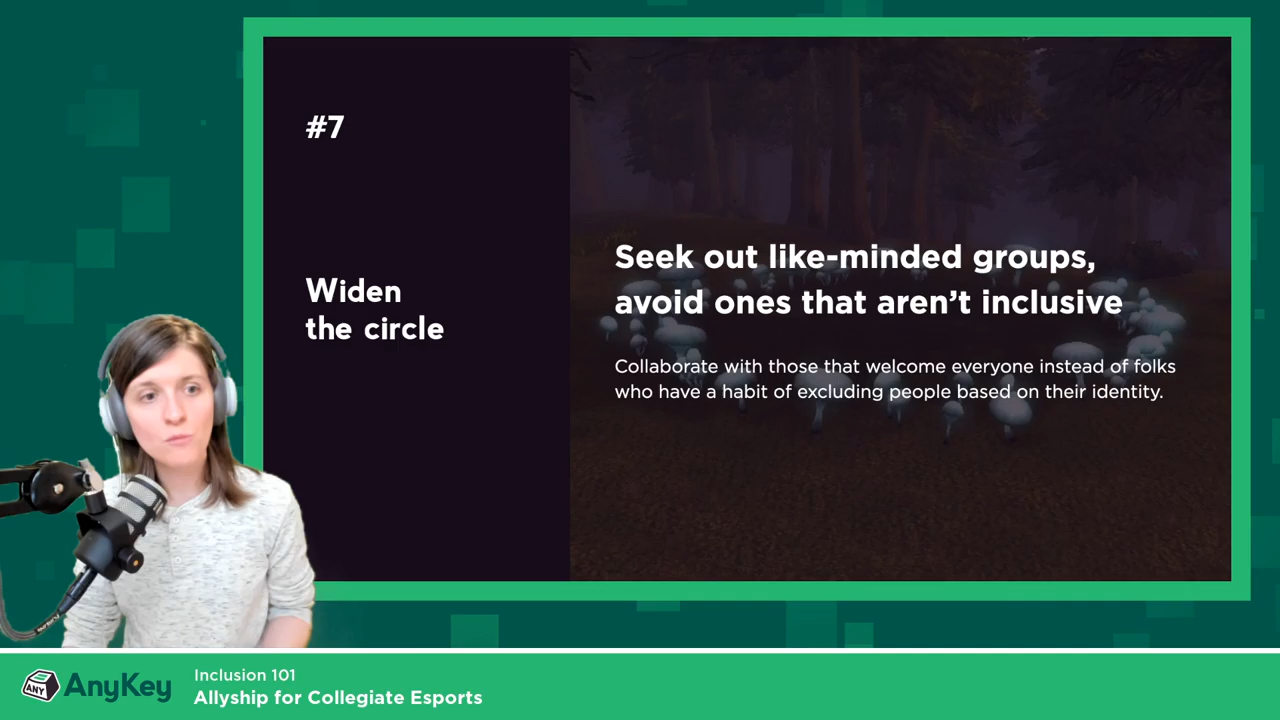 #7
Widen
the circle
Seek out like-minded groups,
avoid ones that aren’t inclusive
Collaborate with those that welcome everyone instead of folks
who have a habit of excluding people based on their identity.
ANY
AnyKey
Inclusion 101
Allyship for Collegiate Esports